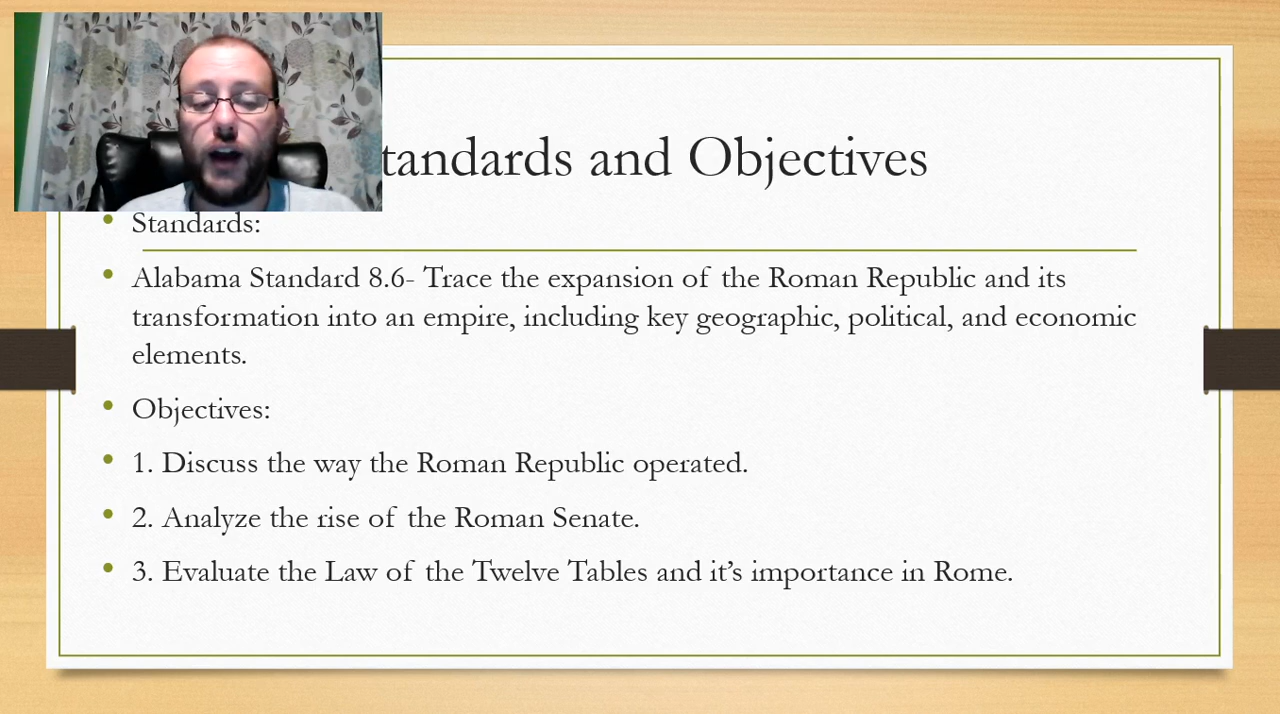 tandards and Objectives
• Standards:
• Alabama Standard 8.6- Trace the expansion of the Roman Republic and its
transformation into an empire, including key geographic, political, and economic
elements.
• Objectives:
• 1. Discuss the way the Roman Republic operated.
• 2. Analyze the rise of the Roman Senate.
• 3. Evaluate the Law of the Twelve Tables and it’s importance in Rome.